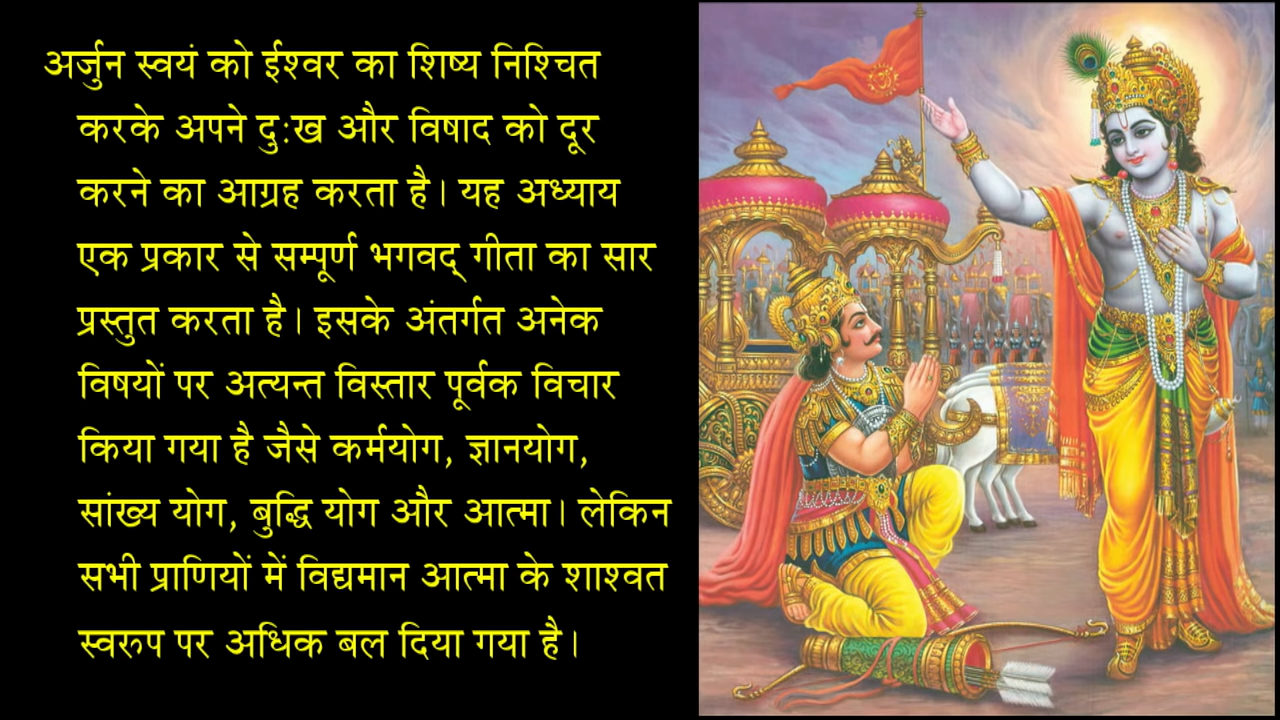 अर्जुन स्वयं को ईश्वर का शिष्य निश्चित
करके अपने दु:ख और विषाद को दूर
करने का आग्रह करता है। यह अध्याय
एक प्रकार से सम्पूर्ण भगवद् गीता का सार
प्रस्तुत करता है। इसके अंतर्गत अनेक
विषयों पर अत्यन्त विस्तार पूर्वक विचार
किया गया है जैसे कर्मयोग, ज्ञानयोग,
सांख्य योग, बुद्धि योग और आत्मा। लेकिन
सभी प्राणियों में विद्यमान आत्मा के शाश्वत
स्वरुप पर अधिक बल दिया गया है।